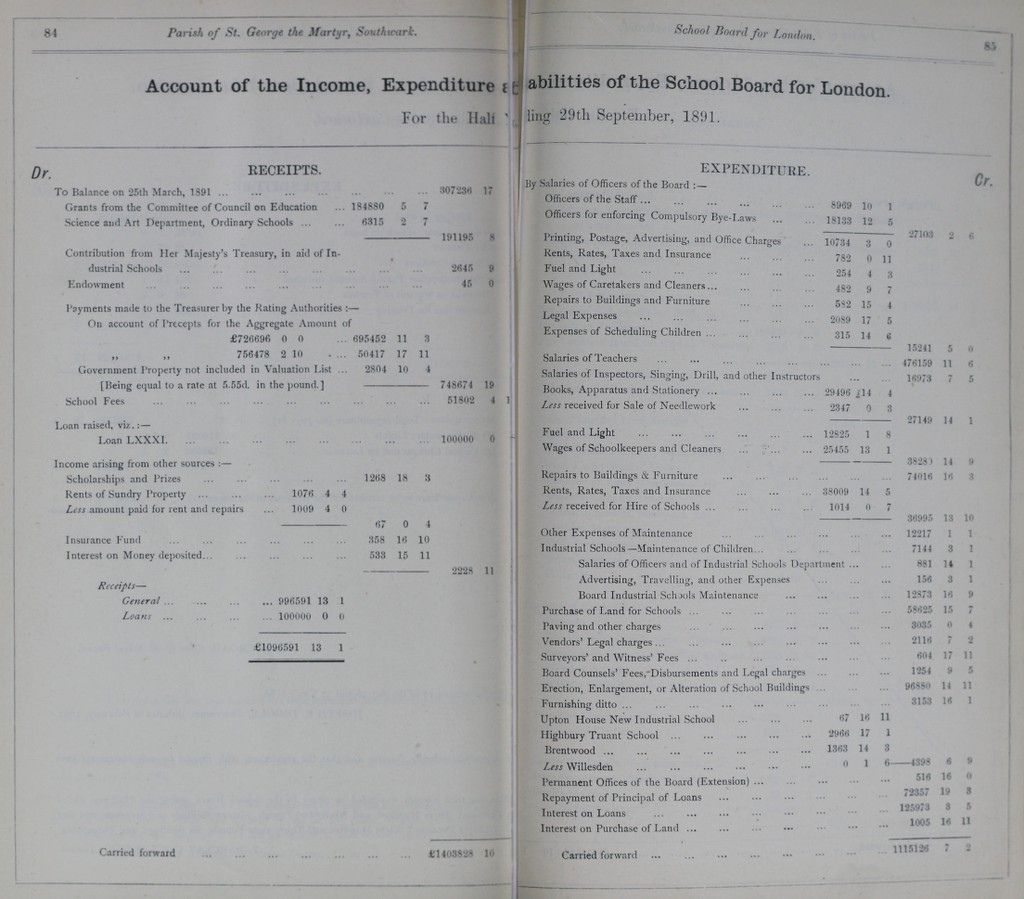 84
Parish of St. George the Martyr, Southwark.
Account of the Income, Expenditure
For the Half
Dr.
RECEIPTS.
To Balance on 25th March, 1891 ... ... ... ... ... ... ... 307236 17
Grants from the Committee of Council on Education ... 184880 5 7
Science and Art Department, Ordinary Schools ... ... 6315 2 7
191195 8
Contribution from Her Majesty's Treasury, in aid of In-
dustrial Schools ... ... ... ... ... ... ... ... 2645 9
Endowment ... ... ... ... ... ... ... ... 45 0
Payments made to the Treasurer by the Rating Authorities :—
On account of Precepts for the Aggregate Amount of
£726696 0 0 ... 695452 11 3
„ „ 756478 2 10 ... 50417 17 11
Government Property not included in Valuation List ... 2804 10 4
[Being equal to a rate at 5.55d. in the pound.]
748674 19
School Fees ... ... ... ... ... ... ... ... 51802 4 1
Loan raised, viz. :—
Loan LXXXI. ... ... ... ... ... ... ... 100000 0
Income arising from other sources :—
Scholarships and Prizes ... ... ... ... ... 1268 18 3
Rents of Sundry Property ... ... ... 1076 4 4
Less amount paid for rent and repairs ... 1009 4 0
67 0 4
Insurance Fund ... ... ... ... ... ... 358 16 10
Interest on Money deposited... ... ... ... ... 533 15 11
2228 11
Receipts—
General ... ... ... ... 996591 13 1
Loans ... ... ... ... 100000 0 0
£1096591 13 1
Carried forward ... ... ... ... ... ... ... £1403828 10
School Board for London.
85
abilities of the School Board for London.
ding 29th September, 1891.
EXPENDITURE.
Cr.
By Salaries of Officers of the Board :—
Officers of the Staff ... ... ... ... ... ... 8969 10 1
Officers for enforcing Compulsory Bye-Laws ... ... 18133 12 5
27103 2 6
Printing, Postage, Advertising, and Office Charges ... 10734 3 0
Rents, Rates, Taxes and Insurance ... ... ... 782 0 11
Fuel and Light ... ... ... ... ... ... 254 4 3
Wages of Caretakers and Cleaners... ... ... ... 482 9 7
Repairs to Buildings and Furniture ... ... ... 582 15 4
Legal Expenses ... ... ... ... ... ... 2089 17 5
Expenses of Scheduling Children ... ... ... ... 315 14 6
15241 5 0
Salaries of Teachers ... ... ... ... ... ... ... 476159 11 6
Salaries of Inspectors, Singing, Drill, and other Instructors ... ... 16973 7 5
Books, Apparatus and Stationery ... ... ... ... 29496 14 4
Less received for Sale of Needlework ... ... ... 2347 0 3
27149 14 1
Fuel and Light ... ... ... ... ... ... 12825 1 8
Wages of Schoolkeepers and Cleaners ... ... ... 25455 13 1
38280 14 9
Repairs to Buildings & Furniture ... ... ... ... ... ... 74016 16 3
Rents, Rates, Taxes and Insurance ... ... ... 38009 14 5
Less received for Hire of Schools ... ... ... ... 1014 0 7
36995 13 10
Other Expenses of Maintenance ... ... ... ... ... ... 12217 1 1
Industrial Schools—Maintenance of Children... ... ... ... ... 7144 3 1
Salaries of Officers and of Industrial Schools Department ... ... 881 14 1
Advertising, Travelling, and other Expenses ... ... ... 156 3 1
Board Industrial Schools Maintenance ... ... ... ... 12873 16 9
Purchase of Land for Schools ... ... ... ... ... ... ... 58625 15 7
Paving and other charges ... ... ... ... ... ... ... 3035 0 4
Vendors' Legal charges ... ... ... ... ... ... ... ... 2116 7 2
Surveyors' and Witness' Fees ... ... ... ... ... ... ... 604 17 11
Board Counsels' Fees, Disbursements and Legal charges ... ... ... 1254 9 5
Erection, Enlargement, or Alteration of School Buildings ... ... ... 96880 14 11
Furnishing ditto ... ... ... ... ... ... ... ... ... 3153 16 1
Upton House New Industrial School ... ... ... 67 16 11
Highbury Truant School ... ... ... ... ... 2966 17 1
Brentwood ... ... ... ... ... ... ... 1363 14 3
Less Willesden ... ... ... ... ... ... 0 1 6—4398 6 9
Permanent Offices of the Board (Extension) ... ... ... ... ... 516 16 0
Repayment of Principal of Loans ... ... ... ... ... ... 72357 19 3
Interest on Loans ... ... ... ... ... ... ... ... 125973 3 5
Interest on Purchase of Land ... ... ... ... ... ... ... 1005 16 11
Carried forward ... ... ... ... ... ... ... ... 1115126 7 2